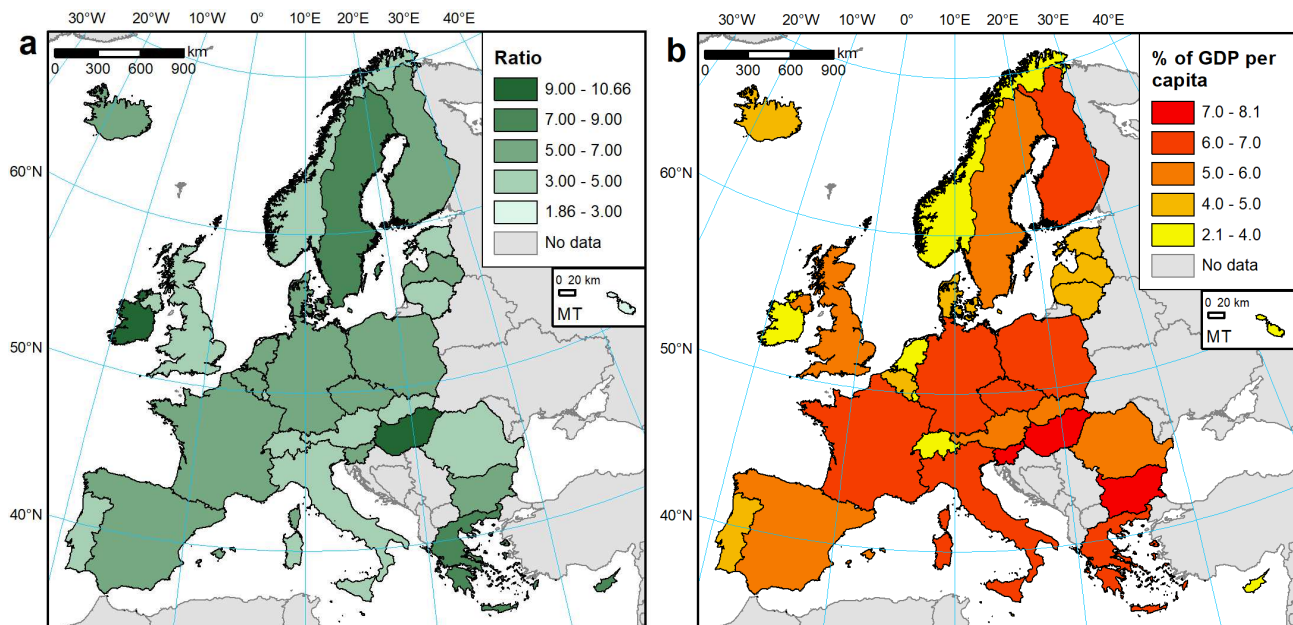 30°W 20°W 10°W 0° 10°E 20°E 30°E 40°E
a
km
0 300 600 900
Ratio
9.00 - 10.66
7.00 - 9.00
5.00 - 7.00
3.00 - 5.00
1.86 - 3.00
No data
0 20 km
MT
60°N
50°N
40°N
30°W 20°W 10°W 0° 10°E 20°E 30°E 40°E
b
km
0 300 600 900
% of GDP per
capita
7.0 - 8.1
6.0 - 7.0
5.0 - 6.0
4.0 - 5.0
2.1 - 4.0
No data
0 20 km
MT
60°N
50°N
40°N